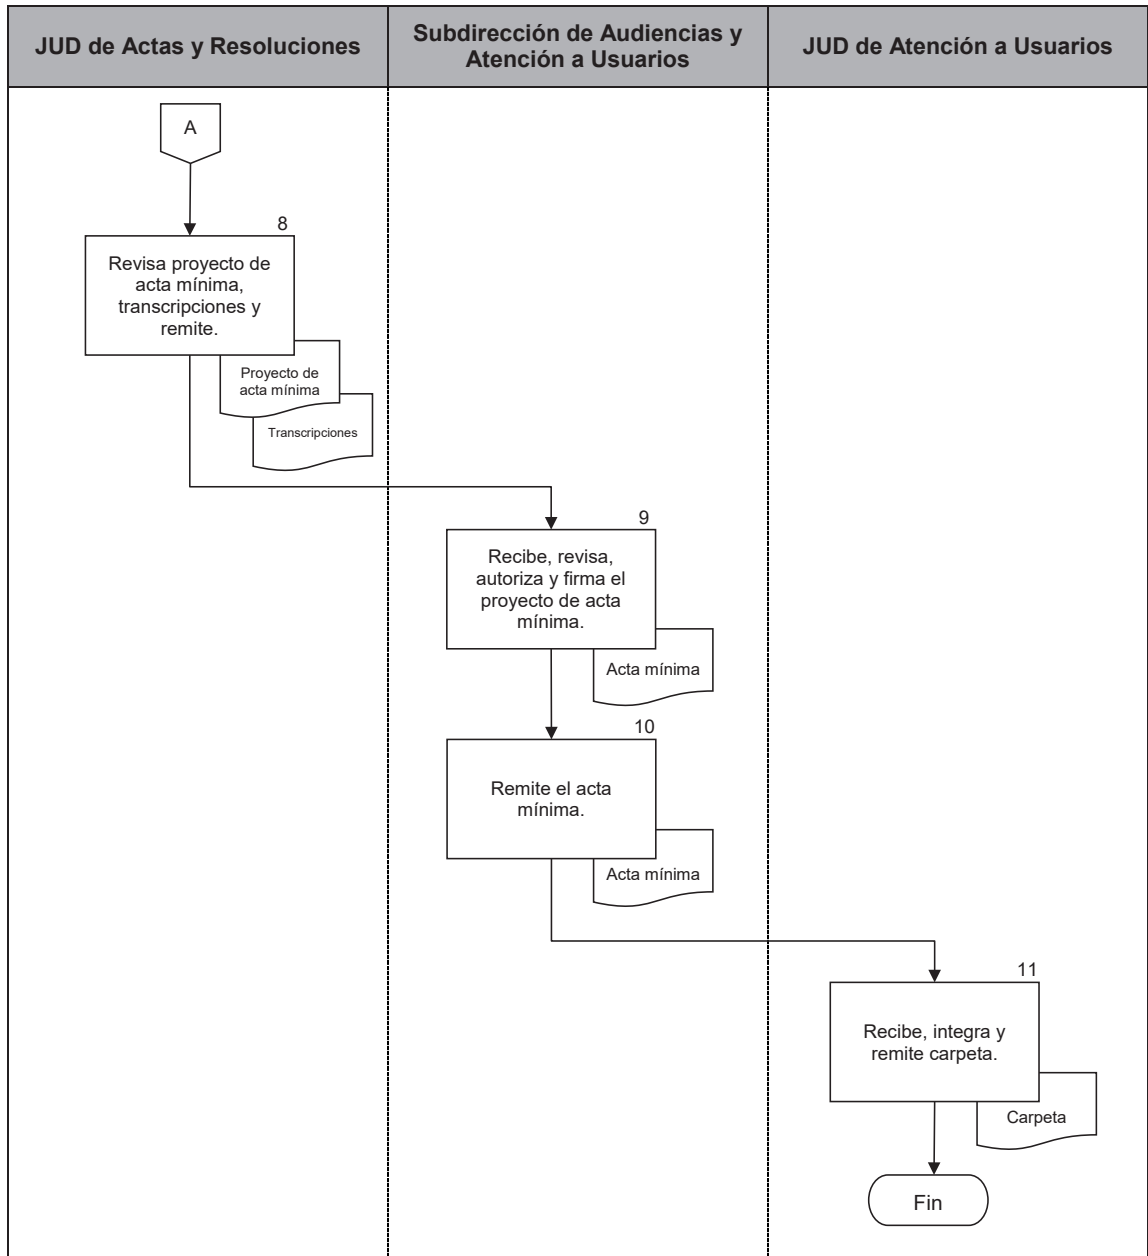 JUD de Actas y Resoluciones
Subdirección de Audiencias y
Atención a Usuarios
JUD de Atención a Usuarios
A
8
Revisa proyecto de
acta mínima,
transcripciones y
remite.
Proyecto de
acta mínima
Transcripciones
9
Recibe, revisa,
autoriza y firma el
proyecto de acta
mínima.
Acta mínima
10
Remite el acta
mínima.
Acta mínima
11
Recibe, integra y
remite carpeta.
Carpeta
Fin